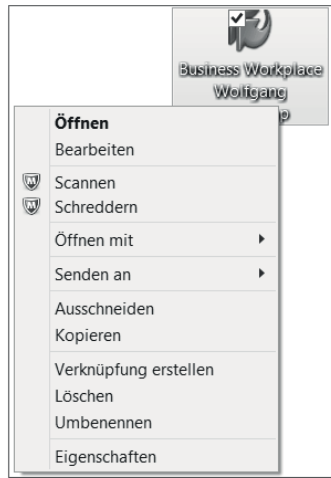 Business Workplace
Wolfgang
p
Öffnen
Bearbeiten
Scannen
Schreddern
Öffnen mit
Senden an
Ausschneiden
Kopieren
Verknüpfung erstellen
Löschen
Umbenennen
Eigenschaften